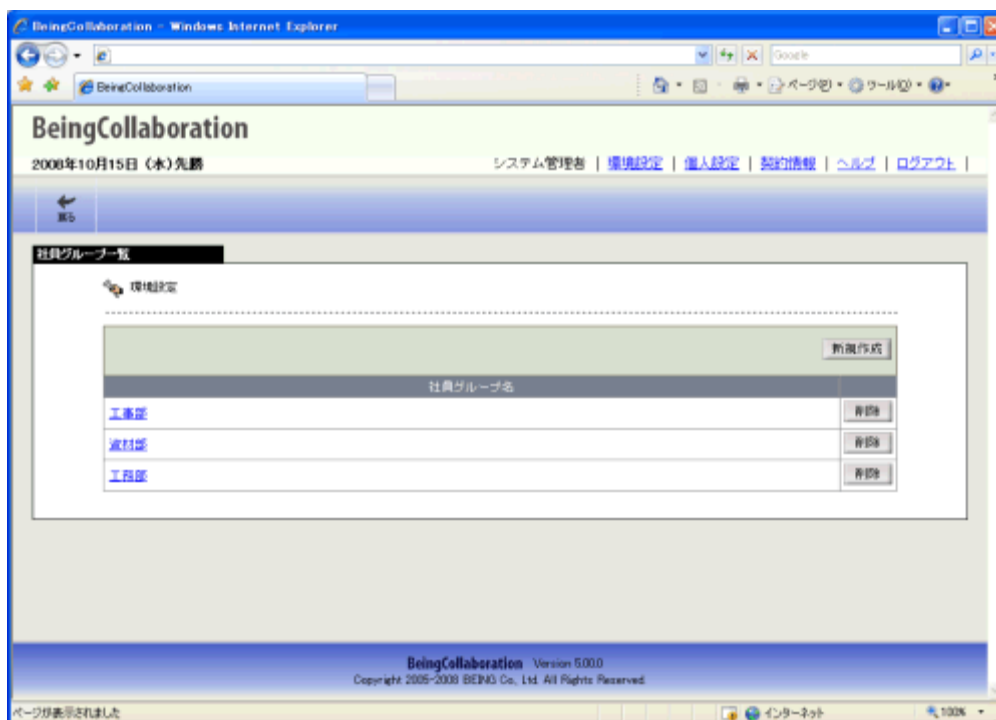 BeingCollaboration - Windows Internet Explorer
Google
BeingCollaboration
ページ(P) ツール(O)
BeingCollaboration
2008年10月15日 (水)先勝
システム管理者 | 環境設定 | 個人設定 | 契約情報 | ヘルプ | ログアウト |
戻る
社員グループ一覧
環境設定
新規作成
社員グループ名
工事部 削除
資材部 削除
工務部 削除
BeingCollaboration Version 5.00.0
Copyright 2005-2008 BEING Co., Ltd. All Rights Reserved.
ページが表示されました
インターネット
100%